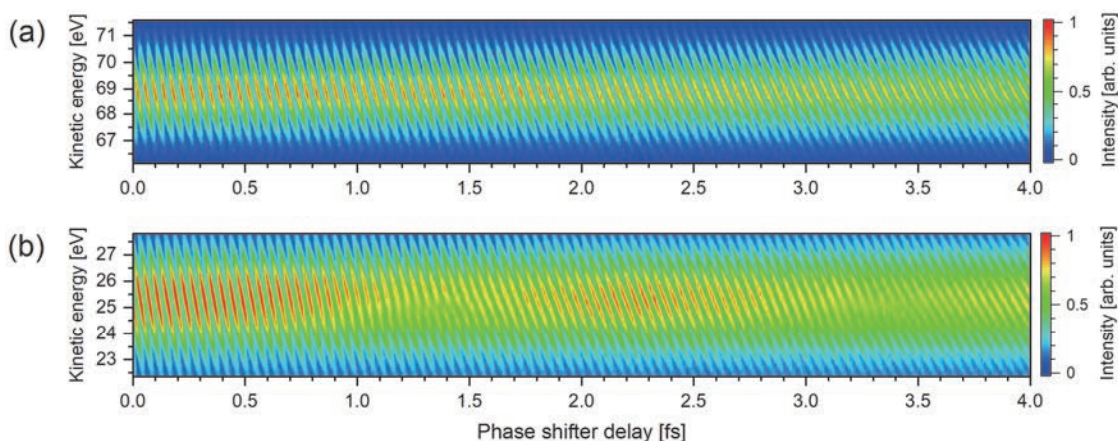 (a)
Kinetic energy [eV]
71
70
69
68
67
0.0 0.5 1.0 1.5 2.0 2.5 3.0 3.5 4.0
1
0.5
0
Intensity [arb. units]
(b)
Kinetic energy [eV]
27
26
25
24
23
0.0 0.5 1.0 1.5 2.0 2.5 3.0 3.5 4.0
1
0.5
0
Intensity [arb. units]
Phase shifter delay [fs]